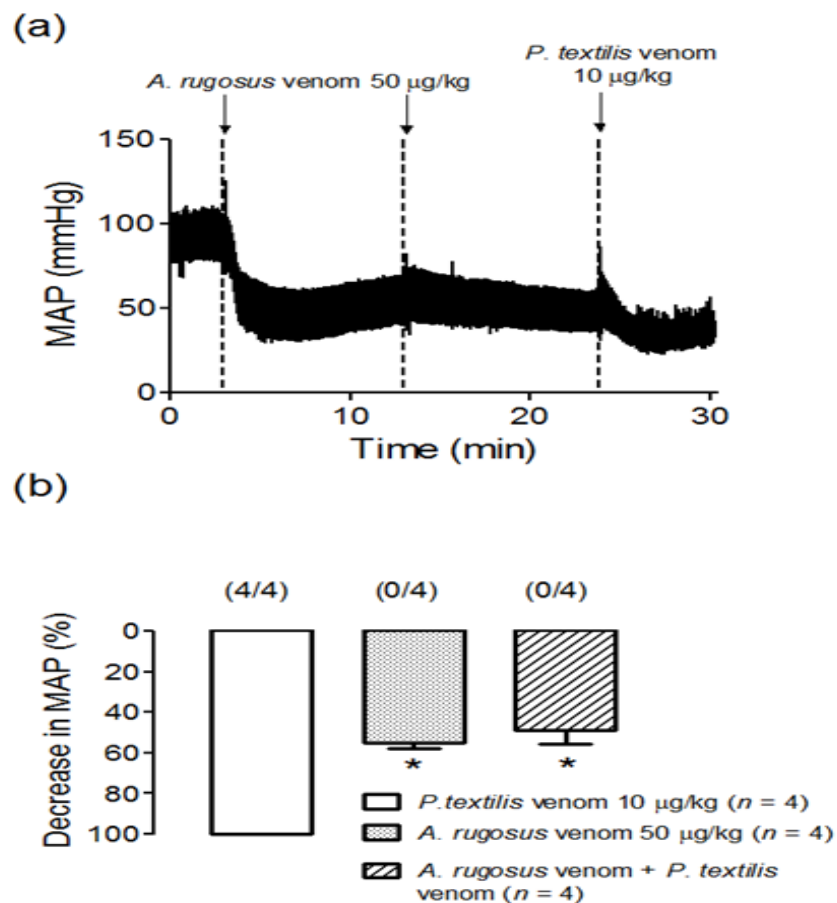 (a)
P. textilis venom
A. rugosus venom 50 µg/kg
10 µg/kg
150
100
50
0
MAP (mmHg)
0
10
20
30
Time (min)
(b)
(4/4)
(0/4)
(0/4)
0
20
40
60
80
100
Decrease in MAP (%)
*
*
P.textilis venom 10 µg/kg (n = 4)
A. rugosus venom 50 µg/kg (n = 4)
A. rugosus venom + P. textilis
venom (n = 4)